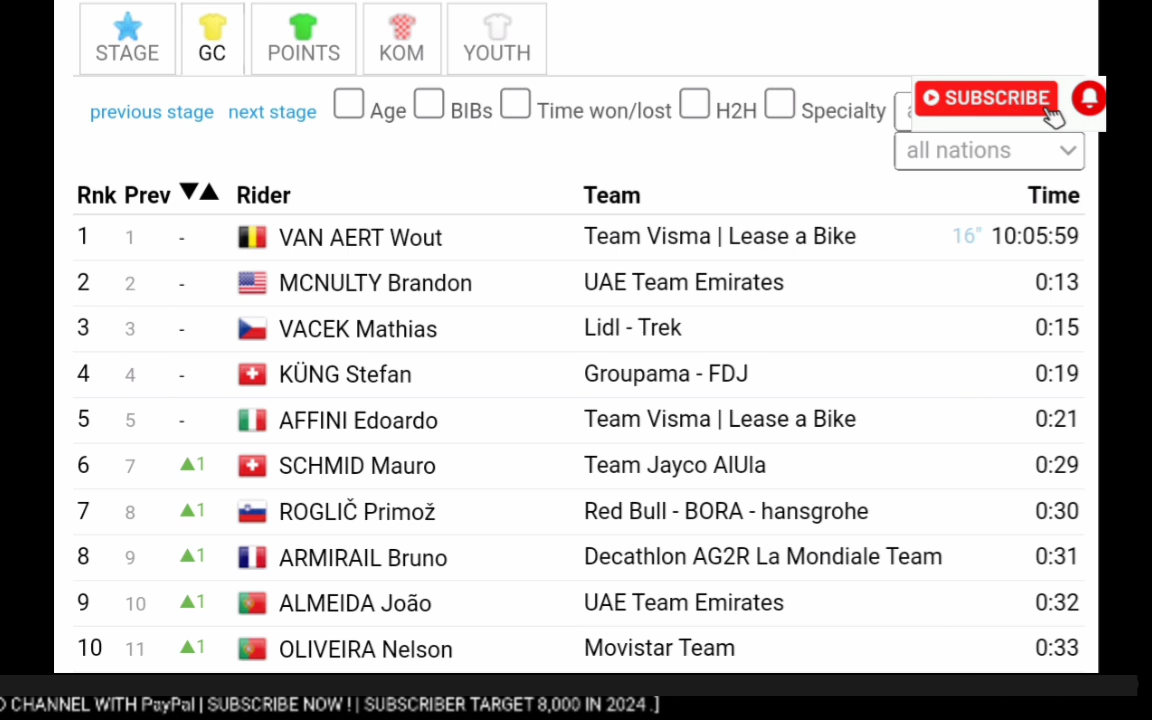 STAGE GC POINTS KOM YOUTH
previous stage next stage Age BIBs Time won/lost H2H Specialty SUBSCRIBE
all nations
Rnk Prev ▼▲ Rider Team Time
1 1 - VAN AERT Wout Team Visma | Lease a Bike 16" 10:05:59
2 2 - MCNULTY Brandon UAE Team Emirates 0:13
3 3 - VACEK Mathias Lidl - Trek 0:15
4 4 - KÜNG Stefan Groupama - FDJ 0:19
5 5 - AFFINI Edoardo Team Visma | Lease a Bike 0:21
6 7 ▲1 SCHMID Mauro Team Jayco AlUla 0:29
7 8 ▲1 ROGLIČ Primož Red Bull - BORA - hansgrohe 0:30
8 9 ▲1 ARMIRAIL Bruno Decathlon AG2R La Mondiale Team 0:31
9 10 ▲1 ALMEIDA João UAE Team Emirates 0:32
10 11 ▲1 OLIVEIRA Nelson Movistar Team 0:33
CHANNEL WITH PayPal | SUBSCRIBE NOW ! | SUBSCRIBER TARGET 8,000 IN 2024 .]